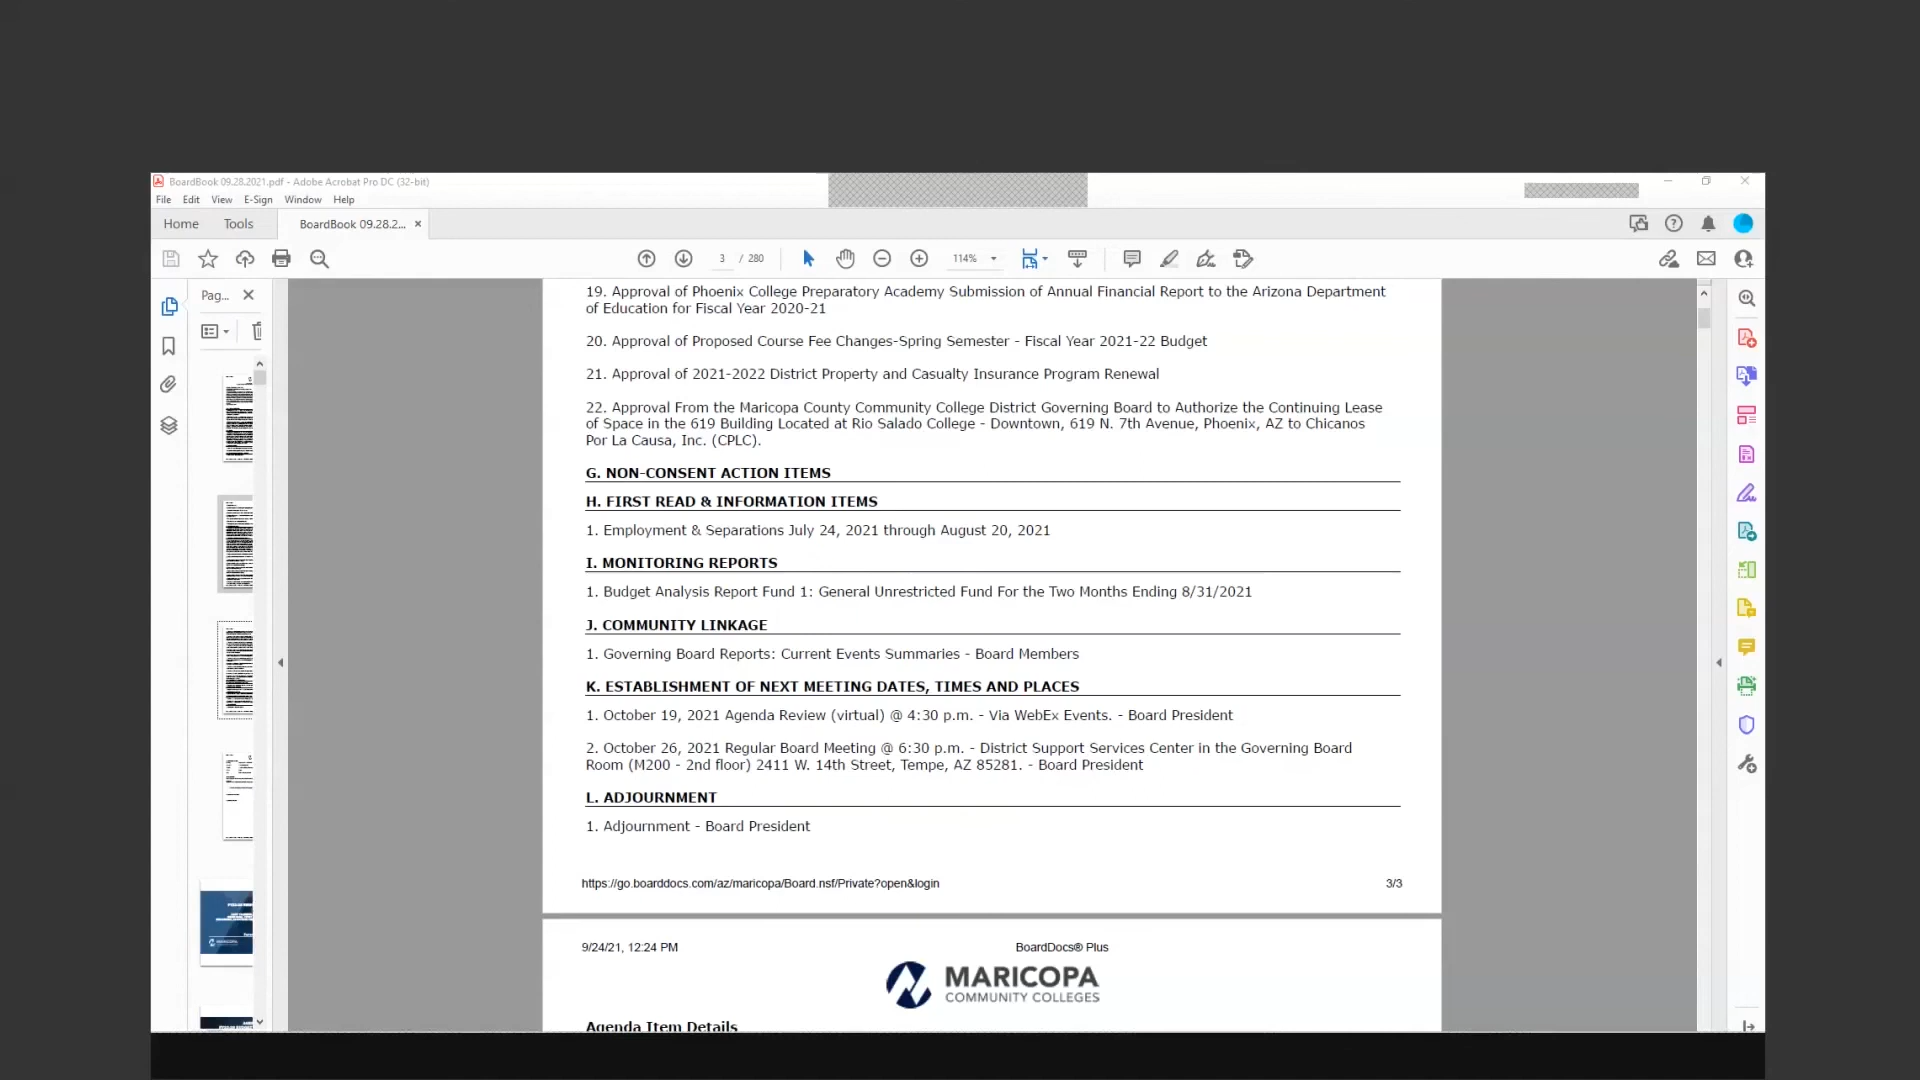 BoardBook 09.28.2021.pdf - Adobe Acrobat Pro DC (32-bit)
File Edit View E-Sign Window Help
Home Tools BoardBook 09.28.2...
3 / 280 114%
Pag...
19. Approval of Phoenix College Preparatory Academy Submission of Annual Financial Report to the Arizona Department
of Education for Fiscal Year 2020-21
20. Approval of Proposed Course Fee Changes-Spring Semester - Fiscal Year 2021-22 Budget
21. Approval of 2021-2022 District Property and Casualty Insurance Program Renewal
22. Approval From the Maricopa County Community College District Governing Board to Authorize the Continuing Lease
of Space in the 619 Building Located at Rio Salado College - Downtown, 619 N. 7th Avenue, Phoenix, AZ to Chicanos
Por La Causa, Inc. (CPLC).
G. NON-CONSENT ACTION ITEMS
H. FIRST READ & INFORMATION ITEMS
1. Employment & Separations July 24, 2021 through August 20, 2021
I. MONITORING REPORTS
1. Budget Analysis Report Fund 1: General Unrestricted Fund For the Two Months Ending 8/31/2021
J. COMMUNITY LINKAGE
1. Governing Board Reports: Current Events Summaries - Board Members
K. ESTABLISHMENT OF NEXT MEETING DATES, TIMES AND PLACES
1. October 19, 2021 Agenda Review (virtual) @ 4:30 p.m. - Via WebEx Events. - Board President
2. October 26, 2021 Regular Board Meeting @ 6:30 p.m. - District Support Services Center in the Governing Board
Room (M200 - 2nd floor) 2411 W. 14th Street, Tempe, AZ 85281. - Board President
L. ADJOURNMENT
1. Adjournment - Board President
https://go.boarddocs.com/az/maricopa/Board.nsf/Private?open&login 3/3
9/24/21, 12:24 PM BoardDocs® Plus
MARICOPA
COMMUNITY COLLEGES
Agenda Item Details